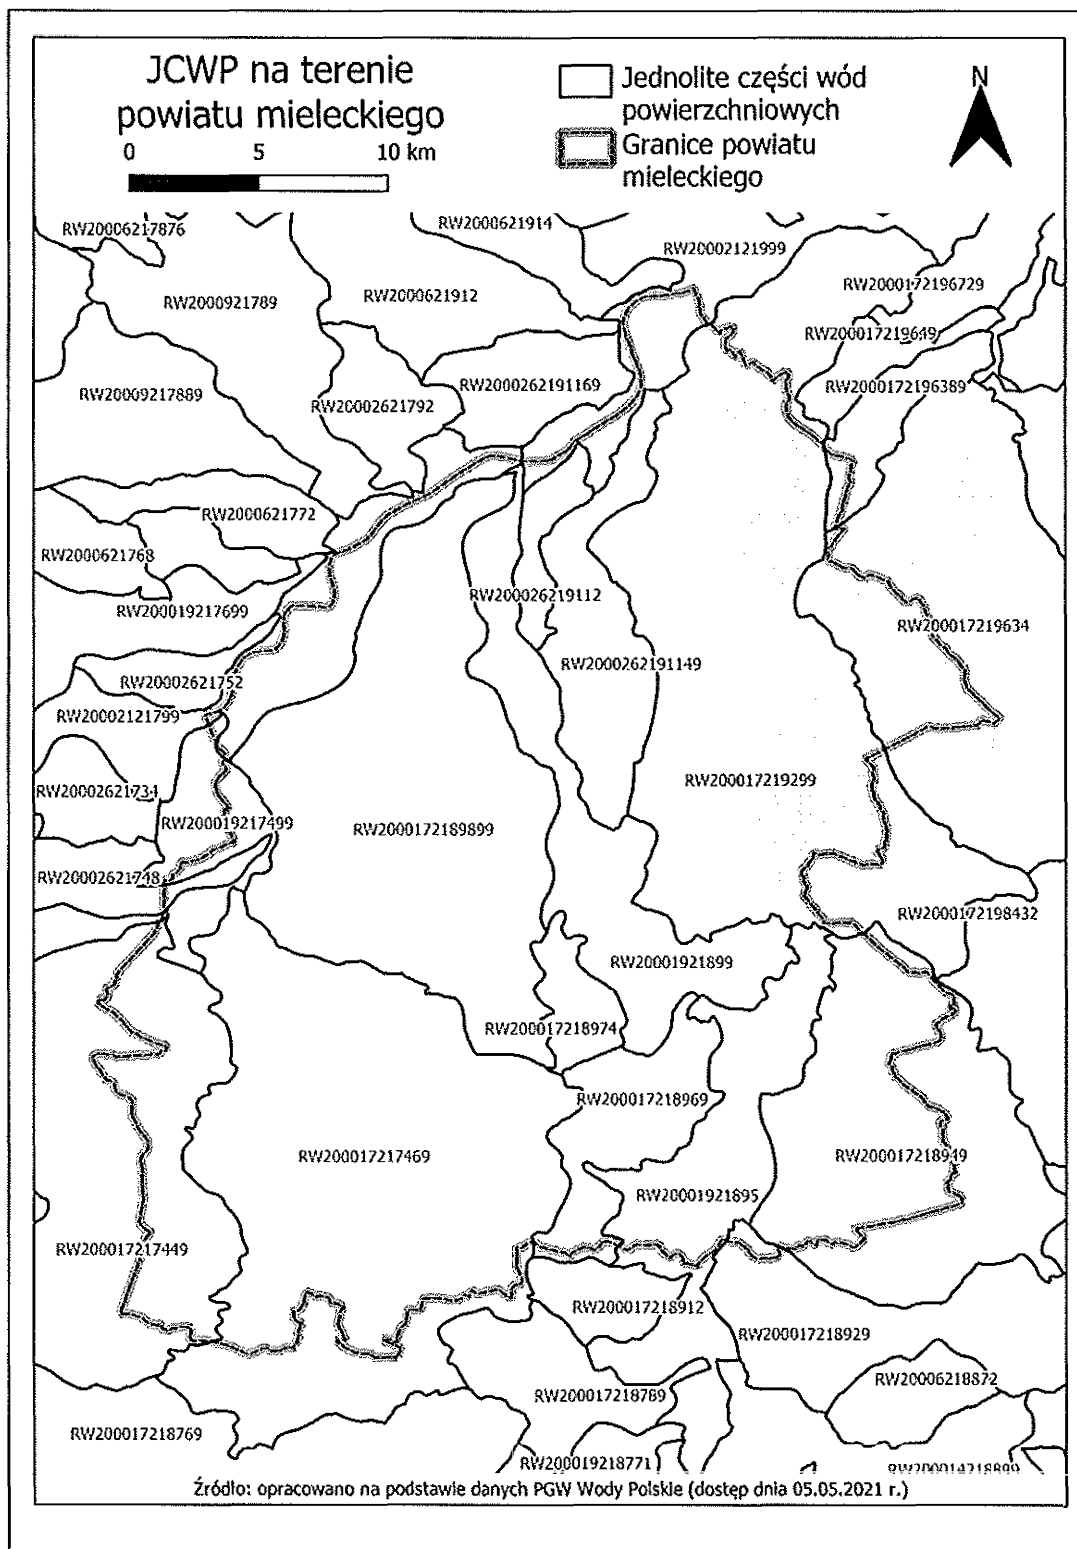 JCWP na terenie
powiatu mieleckiego
0 5 10 km
Jednolite części wód
powierzchniowych
Granice powiatu
mieleckiego
N
RW20006217876
RW2000621914
RW20002121999
RW2000921789
RW2000621912
RW2000172196729
RW200017219649
RW20009217889
RW20002621792
RW2000262191169
RW2000172196389
RW2000621772
RW2000621768
RW200019217699
RW200026219112
RW200017219634
RW20002621752
RW2000262191149
RW20002121799
RW20002621734
RW200017219299
RW200019217499
RW2000172189899
RW20002621748
RW2000172198432
RW20001921899
RW200017218974
RW200017218969
RW200017217469
RW200017218949
RW20001921895
RW200017217449
RW200017218912
RW200017218929
RW20006218872
RW200017218789
RW200017218769
RW200019218771
Źródło: opracowano na podstawie danych PGW Wody Polskie (dostęp dnia 05.05.2021 r.)